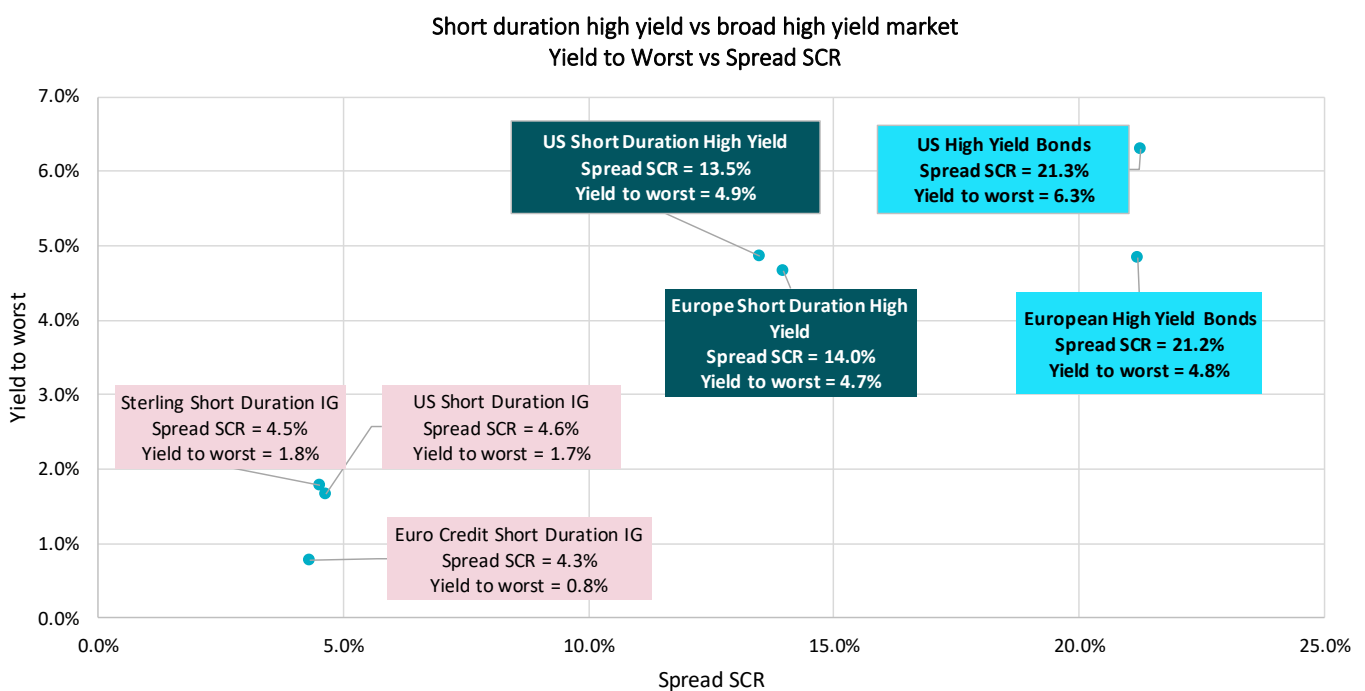 Short duration high yield vs broad high yield market
Yield to Worst vs Spread SCR
7.0%
6.0%
5.0%
4.0%
3.0%
2.0%
1.0%
0.0%
Yield to worst
US Short Duration High Yield
Spread SCR = 13.5%
Yield to worst = 4.9%
US High Yield Bonds
Spread SCR = 21.3%
Yield to worst = 6.3%
Europe Short Duration High
Yield
Spread SCR = 14.0%
Yield to worst = 4.7%
European High Yield Bonds
Spread SCR = 21.2%
Yield to worst = 4.8%
Sterling Short Duration IG
Spread SCR = 4.5%
Yield to worst = 1.8%
US Short Duration IG
Spread SCR = 4.6%
Yield to worst = 1.7%
Euro Credit Short Duration IG
Spread SCR = 4.3%
Yield to worst = 0.8%
0.0%
5.0%
10.0%
15.0%
20.0%
25.0%
Spread SCR